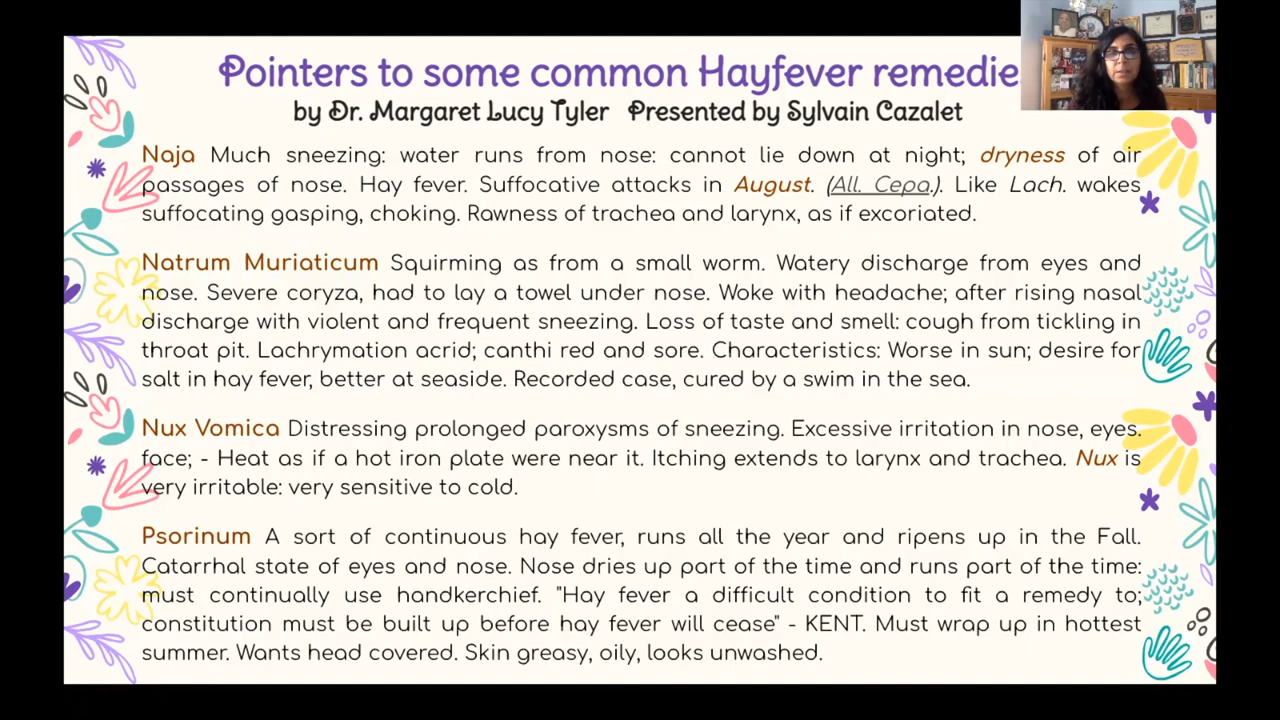 Pointers to some common Hayfever remedie
by Dr. Margaret Lucy Tyler Presented by Sylvain Cazalet
Naja Much sneezing: water runs from nose: cannot lie down at night; dryness of air
passages of nose. Hay fever. Suffocative attacks in August. (All. Cepa.). Like Lach. wakes
suffocating gasping, choking. Rawness of trachea and larynx, as if excoriated.
Natrum Muriaticum Squirming as from a small worm. Watery discharge from eyes and
nose. Severe coryza, had to lay a towel under nose. Woke with headache; after rising nasal
discharge with violent and frequent sneezing. Loss of taste and smell: cough from tickling in
throat pit. Lachrymation acrid; canthi red and sore. Characteristics: Worse in sun; desire for
salt in hay fever, better at seaside. Recorded case, cured by a swim in the sea.
Nux Vomica Distressing prolonged paroxysms of sneezing. Excessive irritation in nose, eyes.
face; - Heat as if a hot iron plate were near it. Itching extends to larynx and trachea. Nux is
very irritable: very sensitive to cold.
Psorinum A sort of continuous hay fever, runs all the year and ripens up in the Fall.
Catarrhal state of eyes and nose. Nose dries up part of the time and runs part of the time:
must continually use handkerchief. "Hay fever a difficult condition to fit a remedy to;
constitution must be built up before hay fever will cease" - KENT. Must wrap up in hottest
summer. Wants head covered. Skin greasy, oily, looks unwashed.